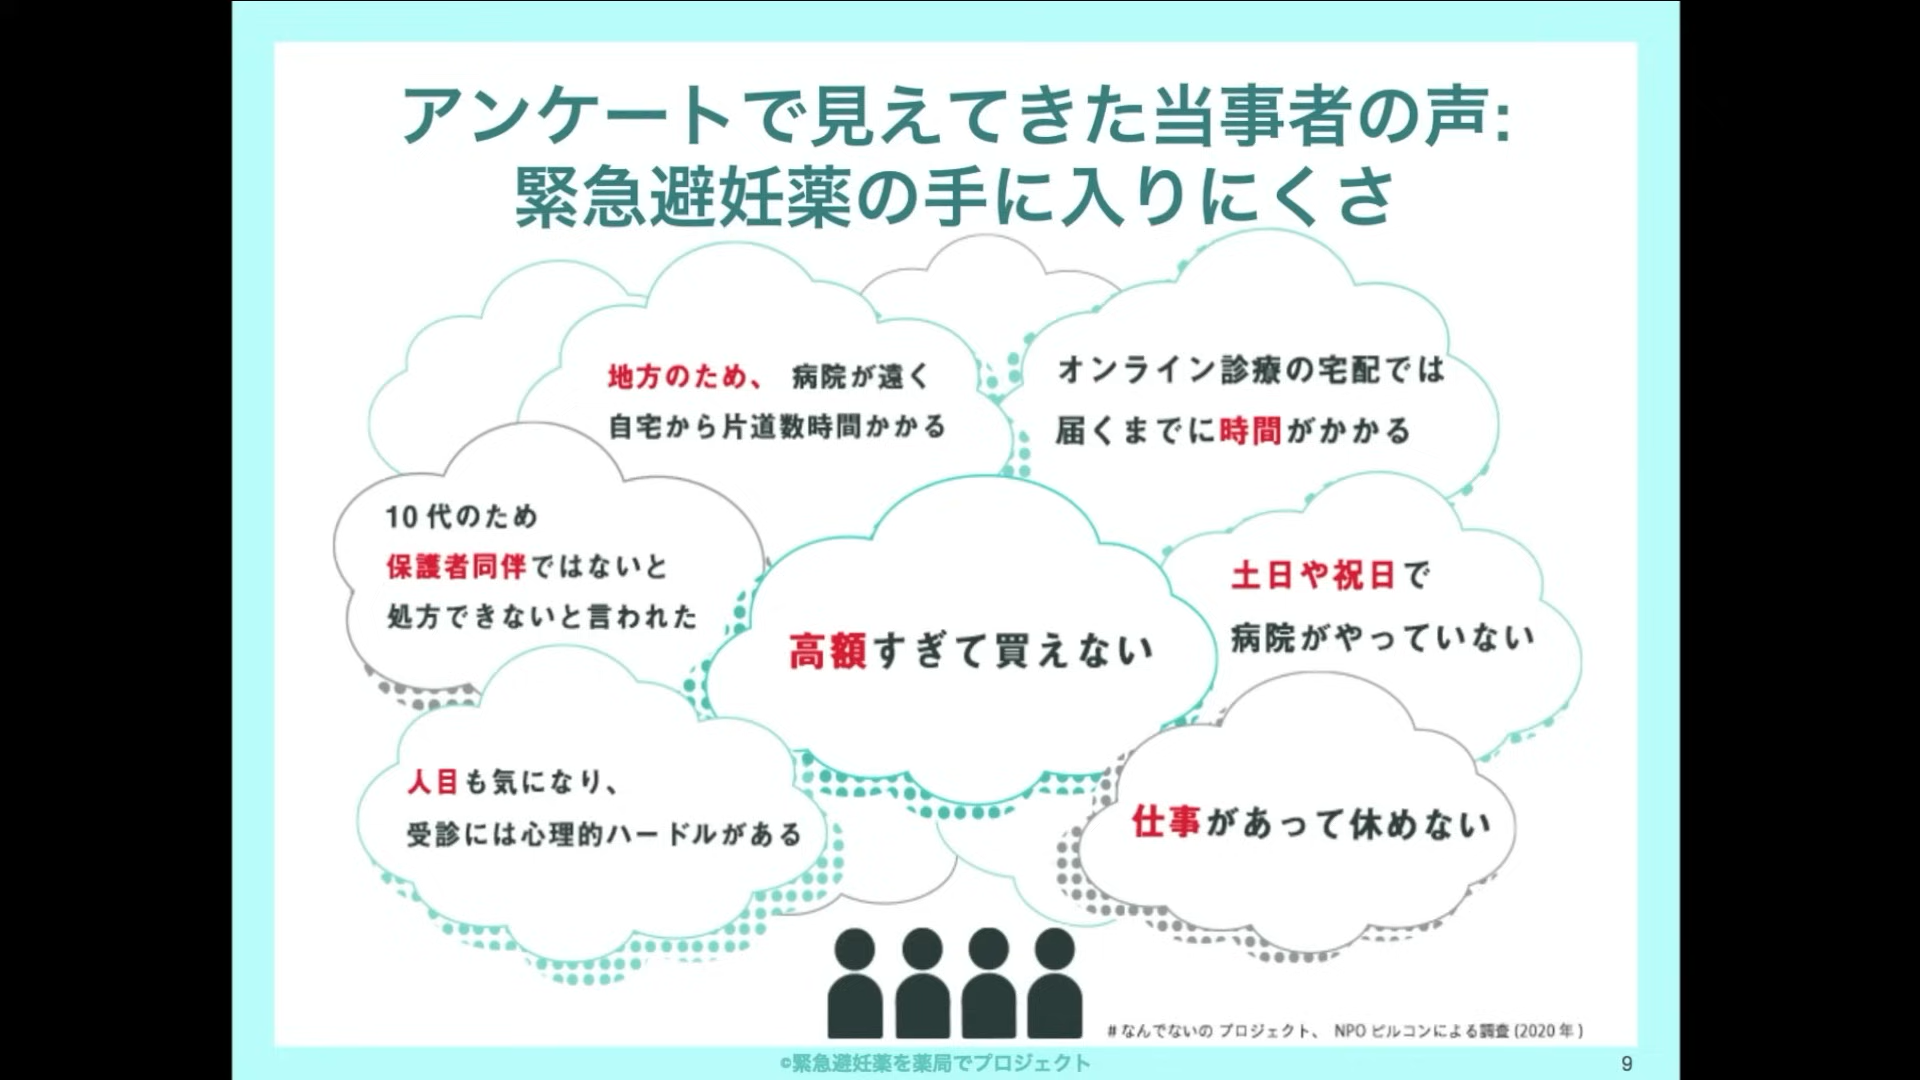 アンケートで見えてきた当事者の声:
緊急避妊薬の手に入りにくさ
地方のため、 病院が遠く
自宅から片道数時間かかる
オンライン診療の宅配では
届くまでに時間がかかる
10代のため
保護者同伴ではないと
処方できないと言われた
高額すぎて買えない
土日や祝日で
病院がやっていない
人目も気になり、
受診には心理的ハードルがある
仕事があって休めない
#なんでないの プロジェクト、 NPO ピルコンによる調査 (2020 年 )
©緊急避妊薬を薬局でプロジェクト
9